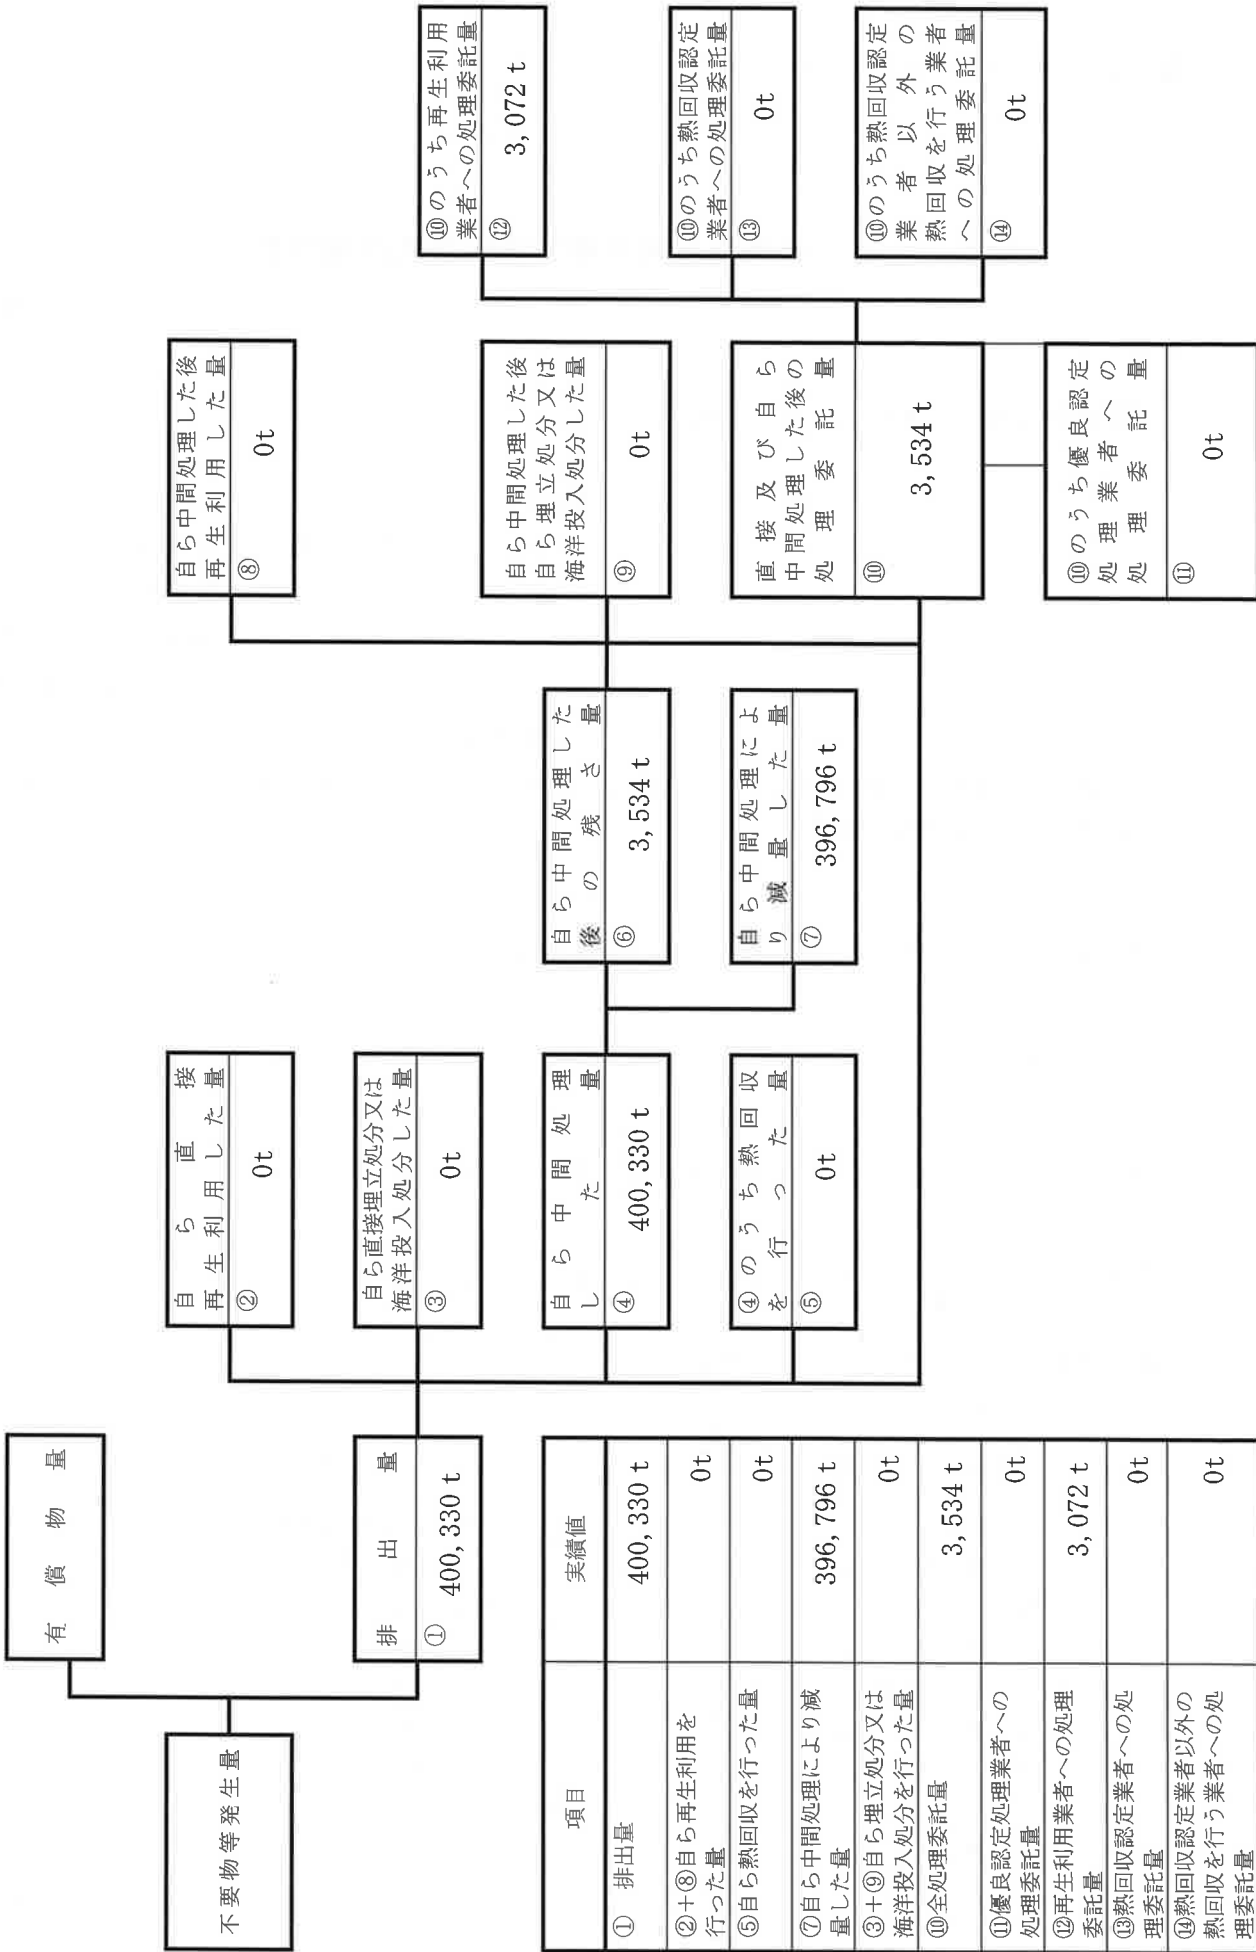 不要物等発生量
有償物量
排出量
① 400,330 t
自ら直接
再生利用した量
② 0t
自ら直接埋立処分又は
海洋投入処分した量
③ 0t
自ら中間処理
した量
④ 400,330 t
④のうち熱回収
を行った量
⑤ 0t
自ら中間処理した
後の残さ量
⑥ 3,534 t
自ら中間処理によ
り減量した量
⑦ 396,796 t
自ら中間処理した後
再生利用した量
⑧ 0t
自ら中間処理した後
自ら埋立処分又は
海洋投入処分した量
⑨ 0t
直接及び自ら
中間処理した後の
処理委託量
⑩ 3,534 t
⑩のうち優良認定
処理業者への
処理委託量
⑪ 0t
⑩のうち再生利用
業者への処理委託量
⑫ 3,072 t
⑩のうち熱回収認定
業者への処理委託量
⑬ 0t
⑩のうち熱回収認定
業者以外の
熱回収を行う業者
への処理委託量
⑭ 0t
項目 実績値
① 排出量 400,330 t
②+⑧自ら再生利用を
行った量 0t
⑤自ら熱回収を行った量 0t
⑦自ら中間処理により減
量した量 396,796 t
③+⑨自ら埋立処分又は
海洋投入処分を行った量 0t
⑩全処理委託量 3,534 t
⑪優良認定処理業者への
処理委託量 0t
⑫再生利用業者への処理
委託量 3,072 t
⑬熱回収認定業者への処
理委託量 0t
⑭熱回収認定業者以外の
熱回収を行う業者への処
理委託量 0t